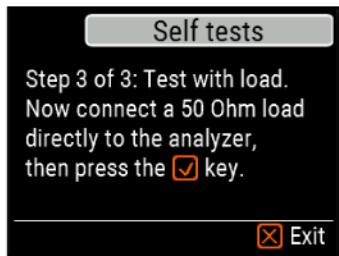 Self tests
Step 3 of 3: Test with load.
Now connect a 50 Ohm load
directly to the analyzer,
then press the ☑ key.
☒ Exit